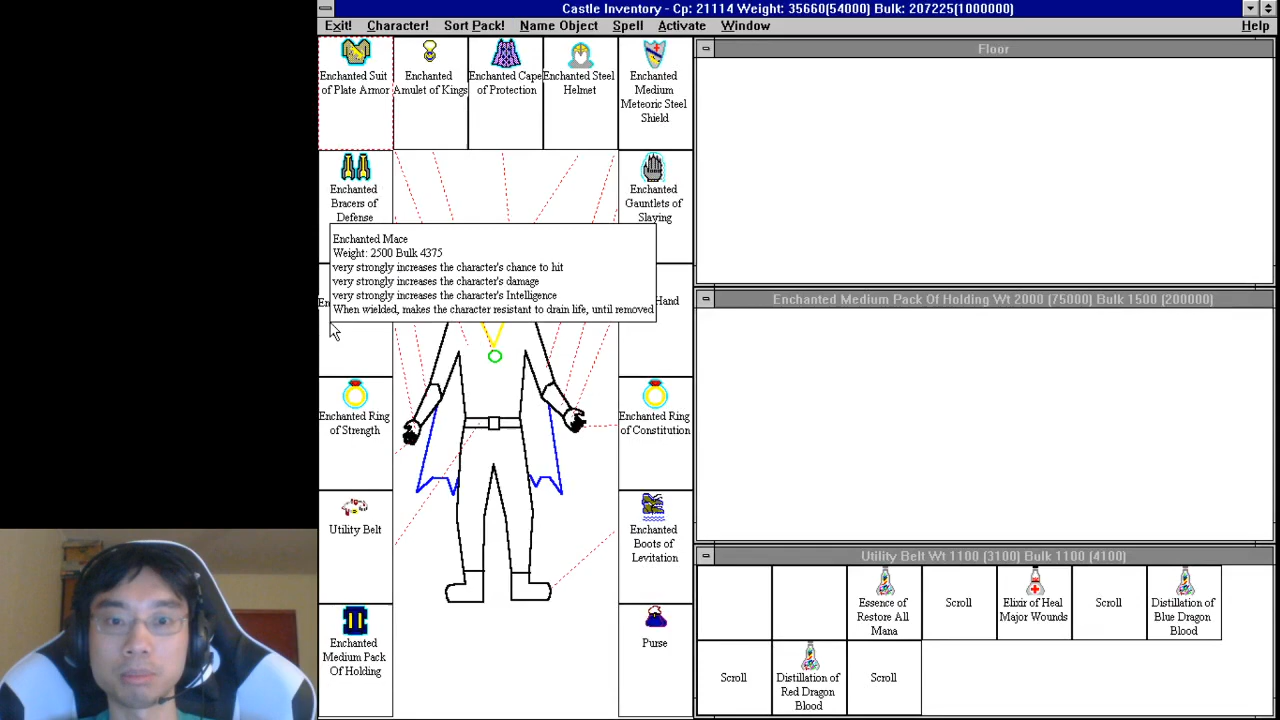 Castle Inventory - Cp: 21114 Weight: 35660(54000) Bulk: 207225(1000000)
Exit! Character! Sort Pack! Name Object Spell Activate Window Help
Enchanted Suit
of Plate Armor
Enchanted
Amulet of Kings
Enchanted Cape
of Protection
Enchanted Steel
Helmet
Enchanted
Medium
Meteoric Steel
Shield
Floor
Enchanted
Bracers of
Defense
Enchanted
Gauntlets of
Slaying
Enchanted Mace
Weight: 2500 Bulk 4375
very strongly increases the character's chance to hit
very strongly increases the character's damage
very strongly increases the character's Intelligence
When wielded, makes the character resistant to drain life, until removed
En
Hand
Enchanted Medium Pack Of Holding Wt 2000 (75000) Bulk 1500 (200000)
Enchanted Ring
of Strength
Enchanted Ring
of Constitution
Utility Belt
Enchanted
Boots of
Levitation
Enchanted
Medium Pack
Of Holding
Purse
Utility Belt Wt 1100 (3100) Bulk 1100 (4100)
Essence of
Restore All
Mana
Scroll
Elixir of Heal
Major Wounds
Scroll
Distillation of
Blue Dragon
Blood
Scroll
Distillation of
Red Dragon
Blood
Scroll